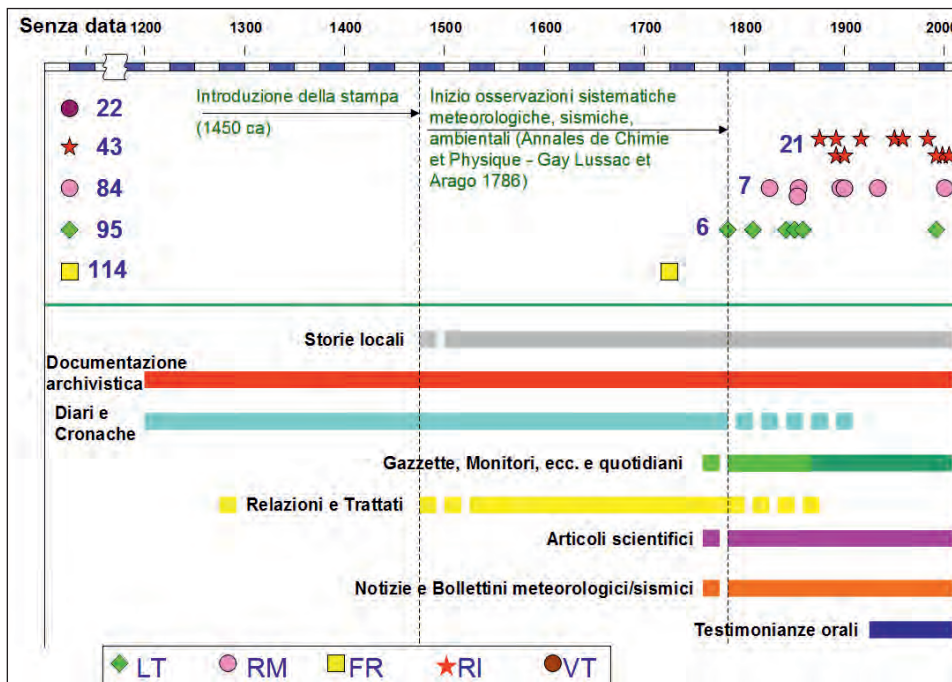 Senza data 1200 1300 1400 1500 1600 1700 1800 1900 2000
22
43
84
95
114
Introduzione della stampa
(1450 ca)
Inizio osservazioni sistematiche
meteorologiche, sismiche,
ambientali (Annales de Chimie
et Physique - Gay Lussac et
Arago 1786)
21
7
6
Storie locali
Documentazione
archivistica
Diari e
Cronache
Gazzette, Monitori, ecc. e quotidiani
Relazioni e Trattati
Articoli scientifici
Notizie e Bollettini meteorologici/sismici
Testimonianze orali
LT RM FR RI VT